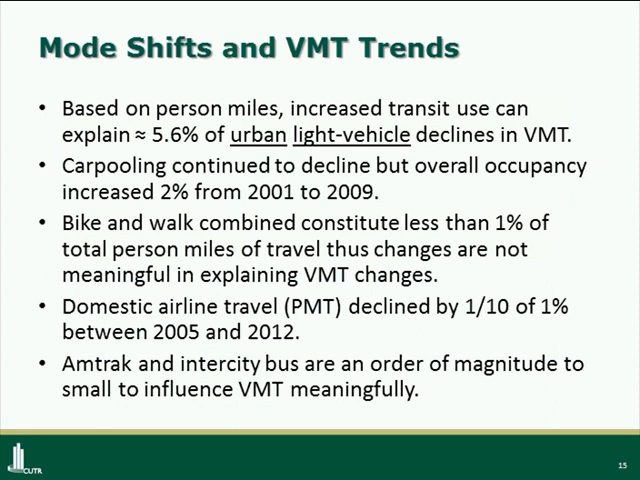 Mode Shifts and VMT Trends
• Based on person miles, increased transit use can
explain ≈ 5.6% of urban light-vehicle declines in VMT.
• Carpooling continued to decline but overall occupancy
increased 2% from 2001 to 2009.
• Bike and walk combined constitute less than 1% of
total person miles of travel thus changes are not
meaningful in explaining VMT changes.
• Domestic airline travel (PMT) declined by 1/10 of 1%
between 2005 and 2012.
• Amtrak and intercity bus are an order of magnitude to
small to influence VMT meaningfully.
CUTR
15